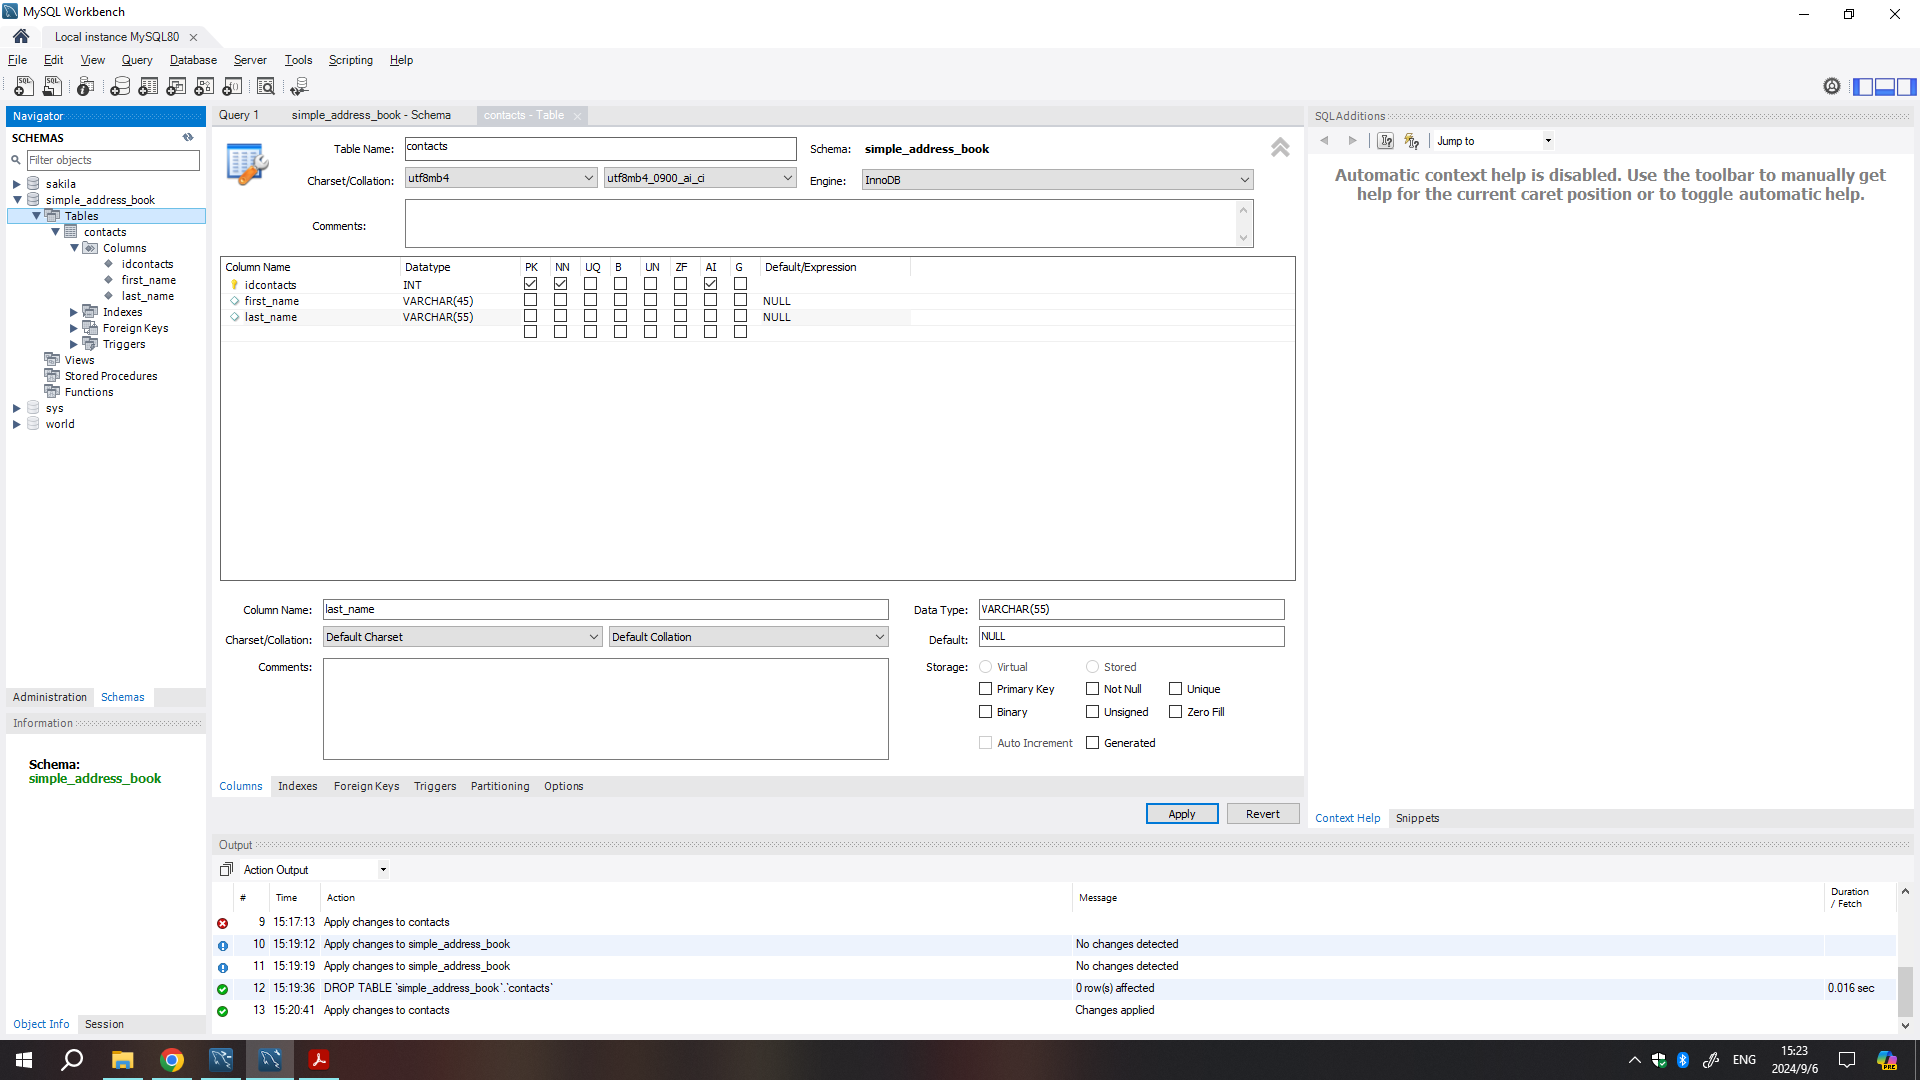 MySQL Workbench
Local instance MySQL80
File Edit View Query Database Server Tools Scripting Help
Navigator
SCHEMAS
Filter objects
sakila
simple_address_book
Tables
contacts
Columns
idcontacts
first_name
last_name
Indexes
Foreign Keys
Triggers
Views
Stored Procedures
Functions
sys
world
Administration Schemas
Information
Schema:
simple_address_book
Object Info Session
Query 1 simple_address_book - Schema contacts - Table
Table Name: contacts Schema: simple_address_book
Charset/Collation: utf8mb4 utf8mb4_0900_ai_ci Engine: InnoDB
Comments:
Column Name Datatype PK NN UQ B UN ZF AI G Default/Expression
idcontacts INT
first_name VARCHAR(45) NULL
last_name VARCHAR(55) NULL
Column Name: last_name Data Type: VARCHAR(55)
Charset/Collation: Default Charset Default Collation Default: NULL
Comments: Storage: Virtual Stored
Primary Key Not Null Unique
Binary Unsigned Zero Fill
Auto Increment Generated
Columns Indexes Foreign Keys Triggers Partitioning Options
Apply Revert
SQLAdditions
Jump to
Automatic context help is disabled. Use the toolbar to manually get
help for the current caret position or to toggle automatic help.
Context Help Snippets
Output
Action Output
# Time Action Message Duration / Fetch
9 15:17:13 Apply changes to contacts
10 15:19:12 Apply changes to simple_address_book No changes detected
11 15:19:19 Apply changes to simple_address_book No changes detected
12 15:19:36 DROP TABLE `simple_address_book`.`contacts` 0 row(s) affected 0.016 sec
13 15:20:41 Apply changes to contacts Changes applied
ENG
15:23
2024/9/6